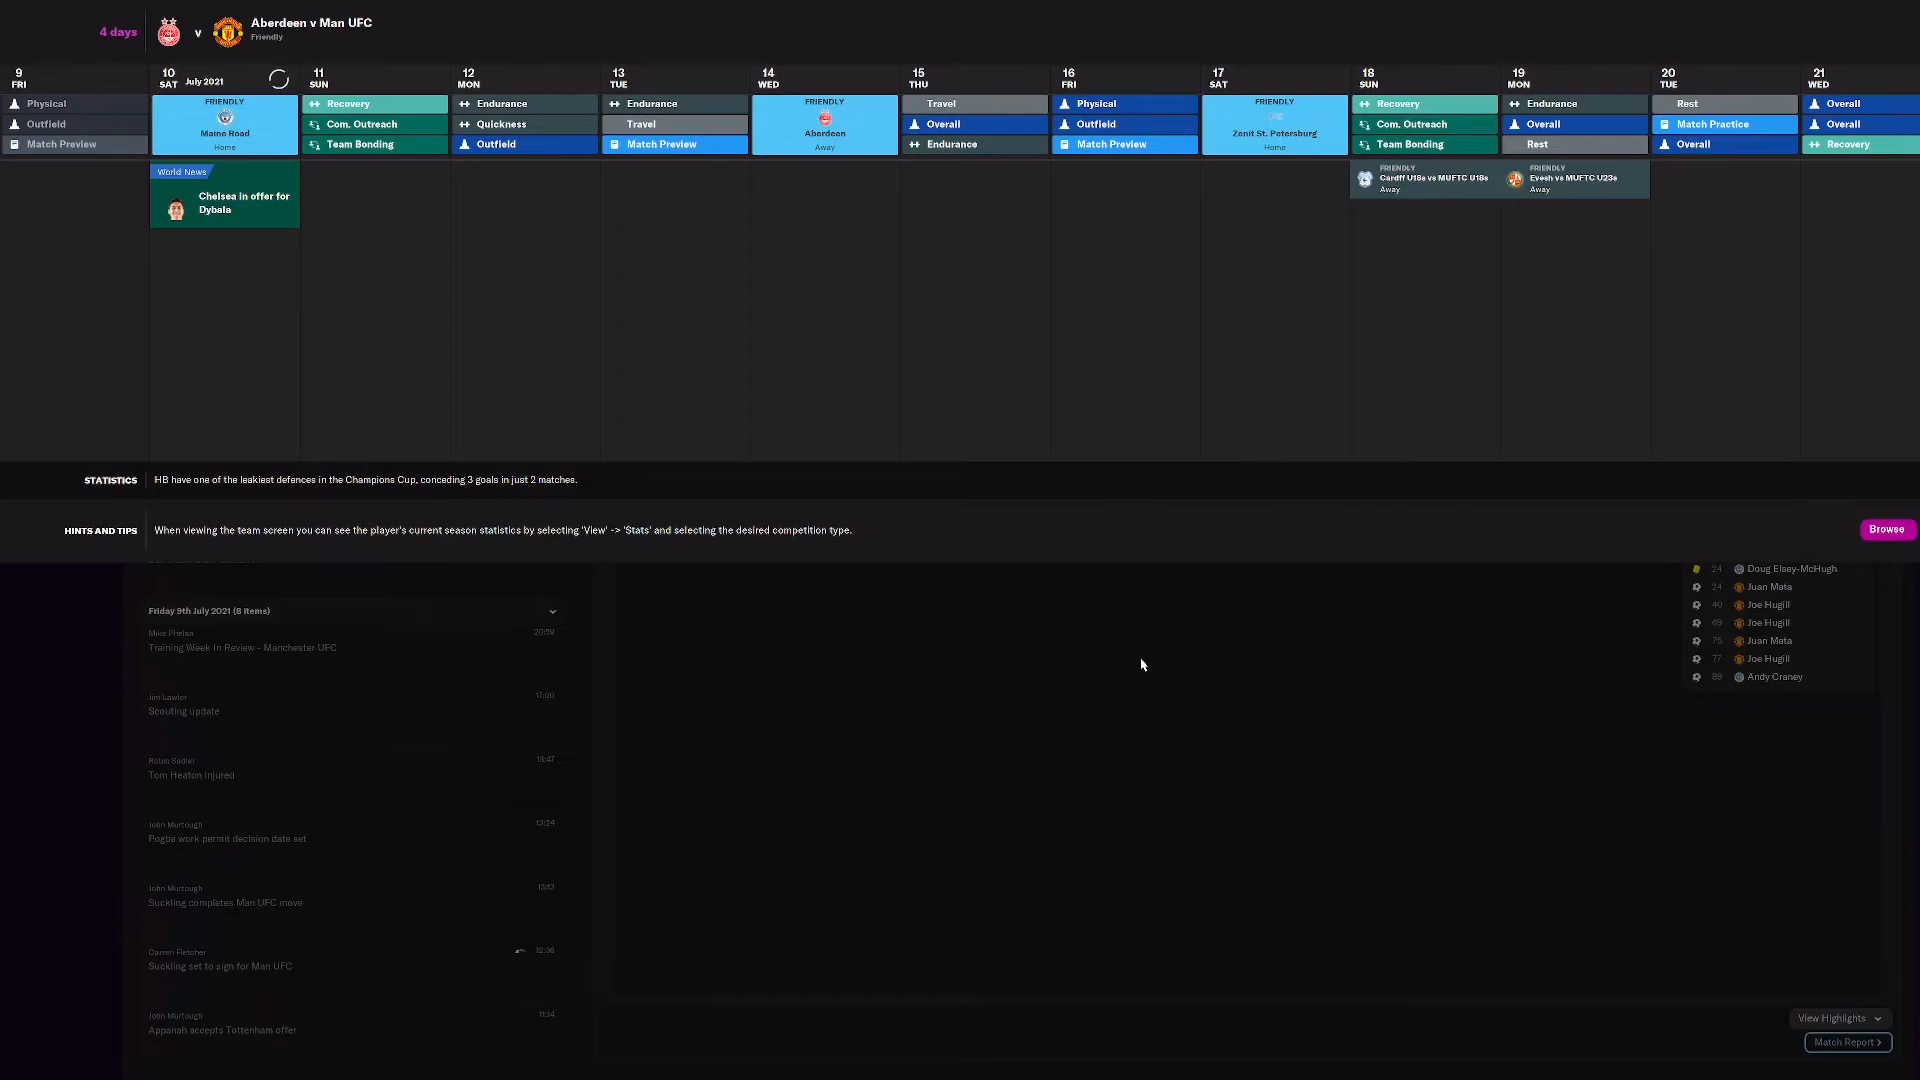 4 days
v
Aberdeen v Man UFC
Friendly
9
FRI
Physical
Outfield
Match Preview
10
SAT July 2021
FRIENDLY
Maine Road
Home
World News
Chelsea in offer for
Dybala
11
SUN
Recovery
Com. Outreach
Team Bonding
12
MON
Endurance
Quickness
Outfield
13
TUE
Endurance
Travel
Match Preview
14
WED
FRIENDLY
Aberdeen
Away
15
THU
Travel
Overall
Endurance
16
FRI
Physical
Outfield
Match Preview
17
SAT
FRIENDLY
Zenit St. Petersburg
Home
18
SUN
Recovery
Com. Outreach
Team Bonding
FRIENDLY
Cardiff U18s vs MUFTC U18s
Away
19
MON
Endurance
Overall
Rest
FRIENDLY
Evesh vs MUFTC U23s
Away
20
TUE
Rest
Match Practice
Overall
21
WED
Overall
Overall
Recovery
STATISTICS
HB have one of the leakiest defences in the Champions Cup, conceding 3 goals in just 2 matches.
HINTS AND TIPS
When viewing the team screen you can see the player's current season statistics by selecting 'View' -> 'Stats' and selecting the desired competition type.
Browse
Friday 9th July 2021 (8 items)
Mike Phelan 20:59
Training Week In Review - Manchester UFC
Jim Lawlor 17:00
Scouting update
Robin Sadler 13:47
Tom Heaton injured
John Murtough 13:24
Pogba work permit decision date set
John Murtough 13:12
Suckling completes Man UFC move
Darren Fletcher 12:36
Suckling set to sign for Man UFC
John Murtough 11:14
Appanah accepts Tottenham offer
24 Doug Elsey-McHugh
24 Juan Mata
40 Joe Hugill
69 Joe Hugill
75 Juan Mata
77 Joe Hugill
89 Andy Craney
View Highlights
Match Report >